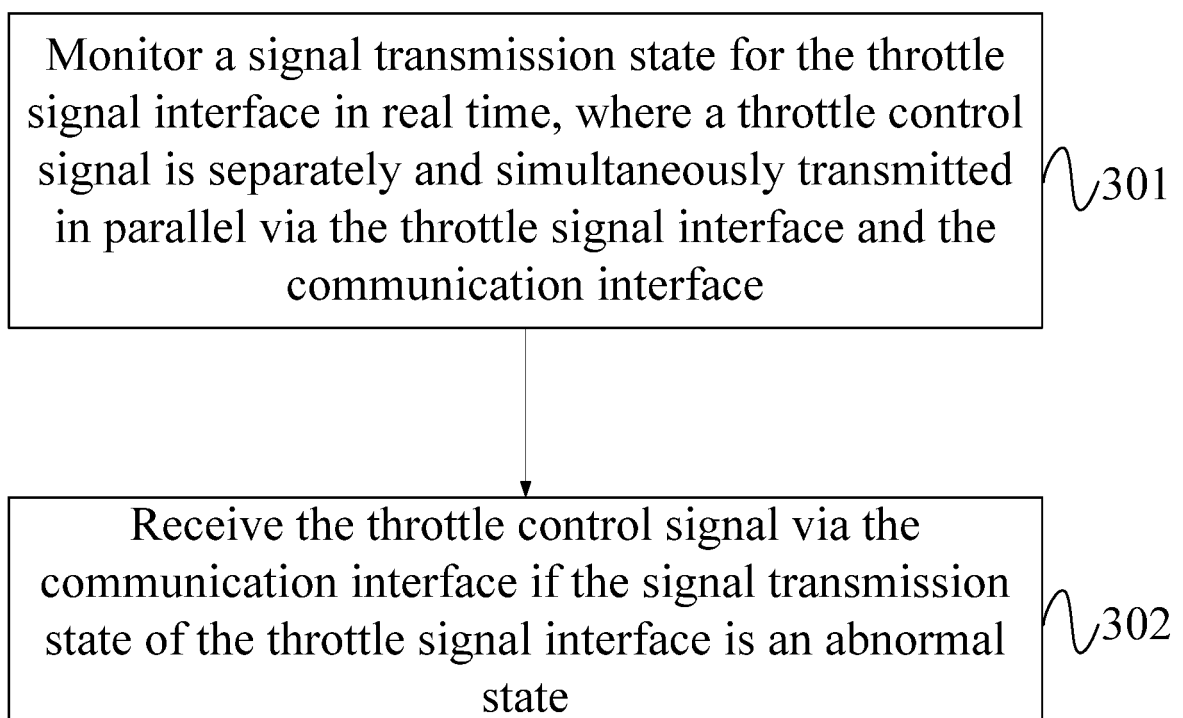 Monitor a signal transmission state for the throttle
signal interface in real time, where a throttle control
signal is separately and simultaneously transmitted
in parallel via the throttle signal interface and the
communication interface
301
Receive the throttle control signal via the
communication interface if the signal transmission
state of the throttle signal interface is an abnormal
state
302